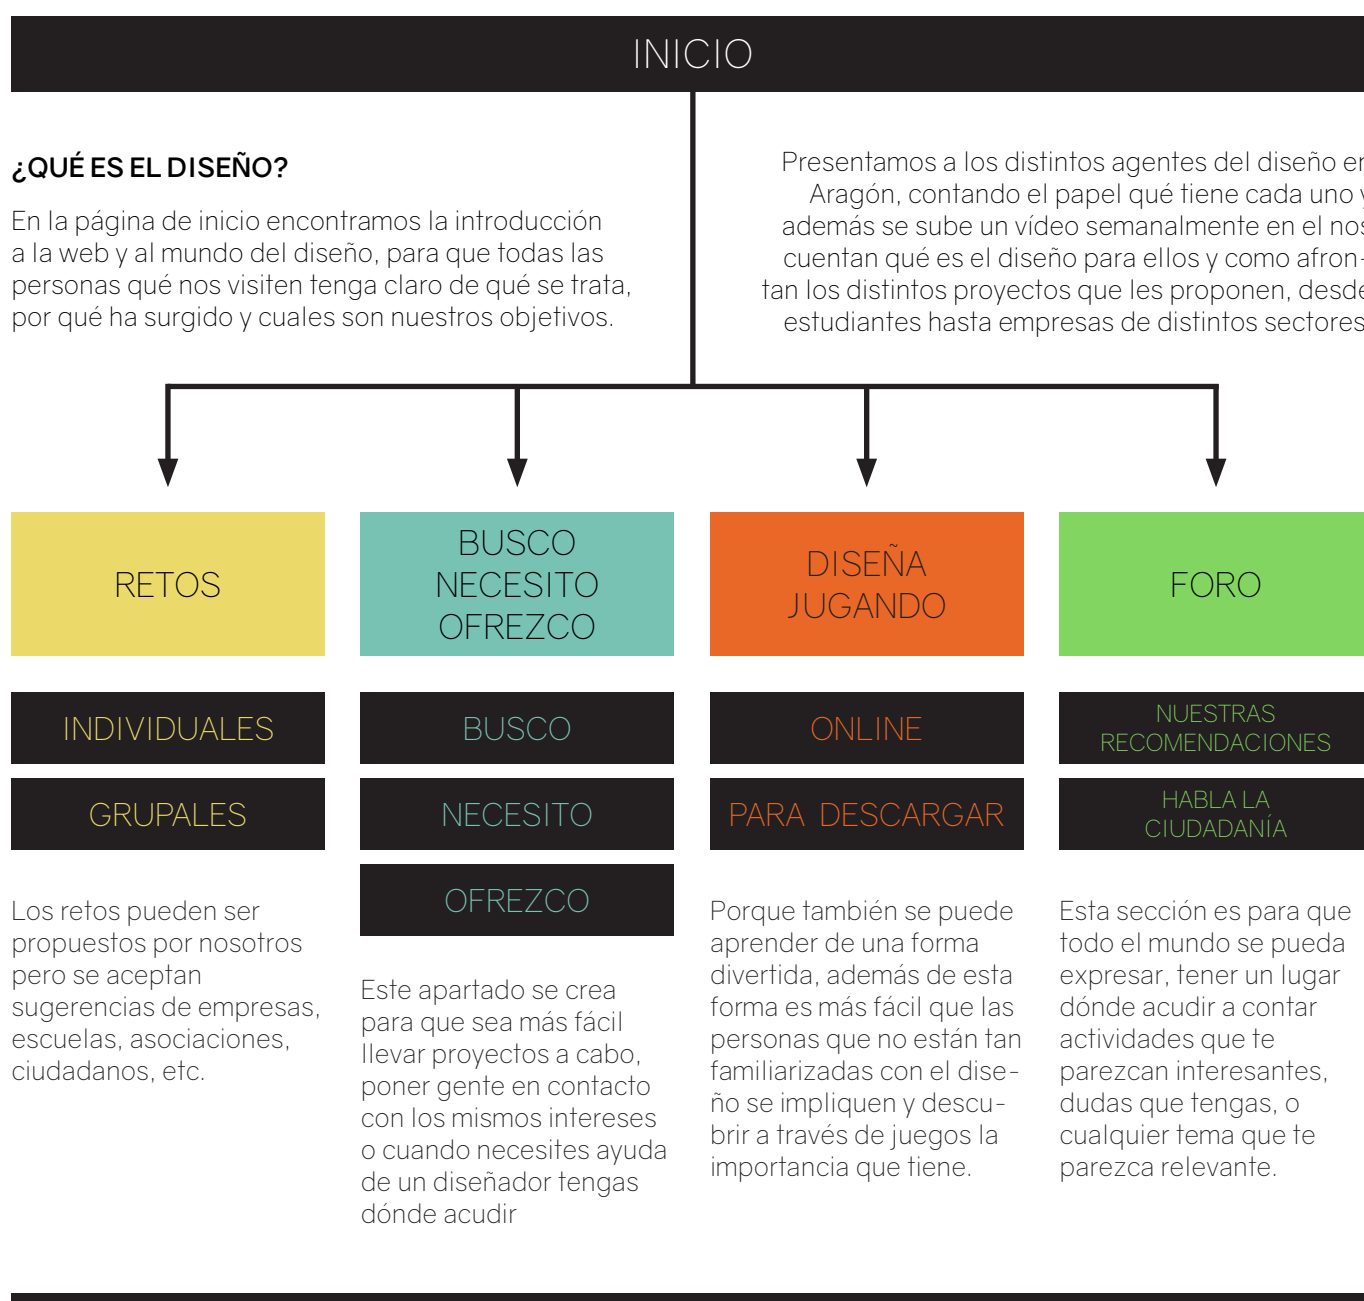 INICIO
¿QUÉ ES EL DISEÑO?
En la página de inicio encontramos la introducción
a la web y al mundo del diseño, para que todas las
personas qué nos visiten tenga claro de qué se trata,
por qué ha surgido y cuales son nuestros objetivos.
Presentamos a los distintos agentes del diseño en
Aragón, contando el papel qué tiene cada uno y
además se sube un vídeo semanalmente en el nos
cuentan qué es el diseño para ellos y como afron-
tan los distintos proyectos que les proponen, desde
estudiantes hasta empresas de distintos sectores.
RETOS
INDIVIDUALES
GRUPALES
Los retos pueden ser
propuestos por nosotros
pero se aceptan
sugerencias de empresas,
escuelas, asociaciones,
ciudadanos, etc.
BUSCO
NECESITO
OFREZCO
BUSCO
NECESITO
OFREZCO
Este apartado se crea
para que sea más fácil
llevar proyectos a cabo,
poner gente en contacto
con los mismos intereses
o cuando necesites ayuda
de un diseñador tengas
dónde acudir
DISEÑA
JUGANDO
ONLINE
PARA DESCARGAR
Porque también se puede
aprender de una forma
divertida, además de esta
forma es más fácil que las
personas que no están tan
familiarizadas con el dise-
ño se impliquen y descu-
brir a través de juegos la
importancia que tiene.
FORO
NUESTRAS
RECOMENDACIONES
HABLA LA
CIUDADANÍA
Esta sección es para que
todo el mundo se pueda
expresar, tener un lugar
dónde acudir a contar
actividades que te
parezcan interesantes,
dudas que tengas, o
cualquier tema que te
parezca relevante.